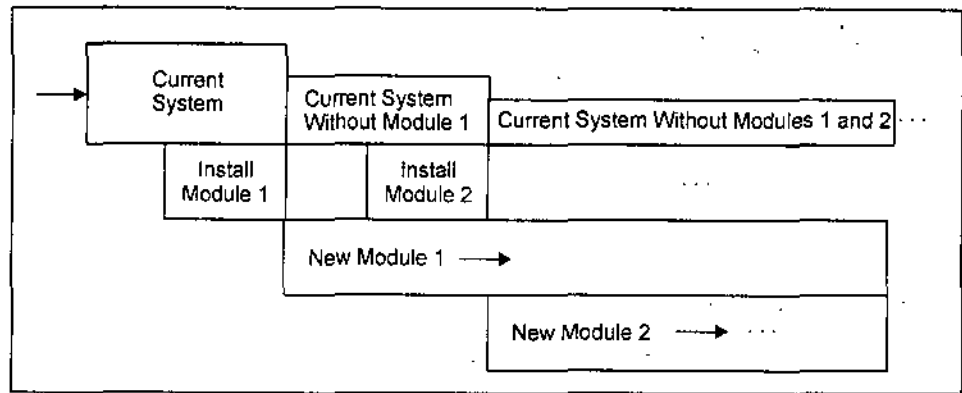 Current
System
Current System
Without Module 1
Current System Without Modules 1 and 2 ...
Install
Module 1
Install
Module 2
...
New Module 1
New Module 2
...